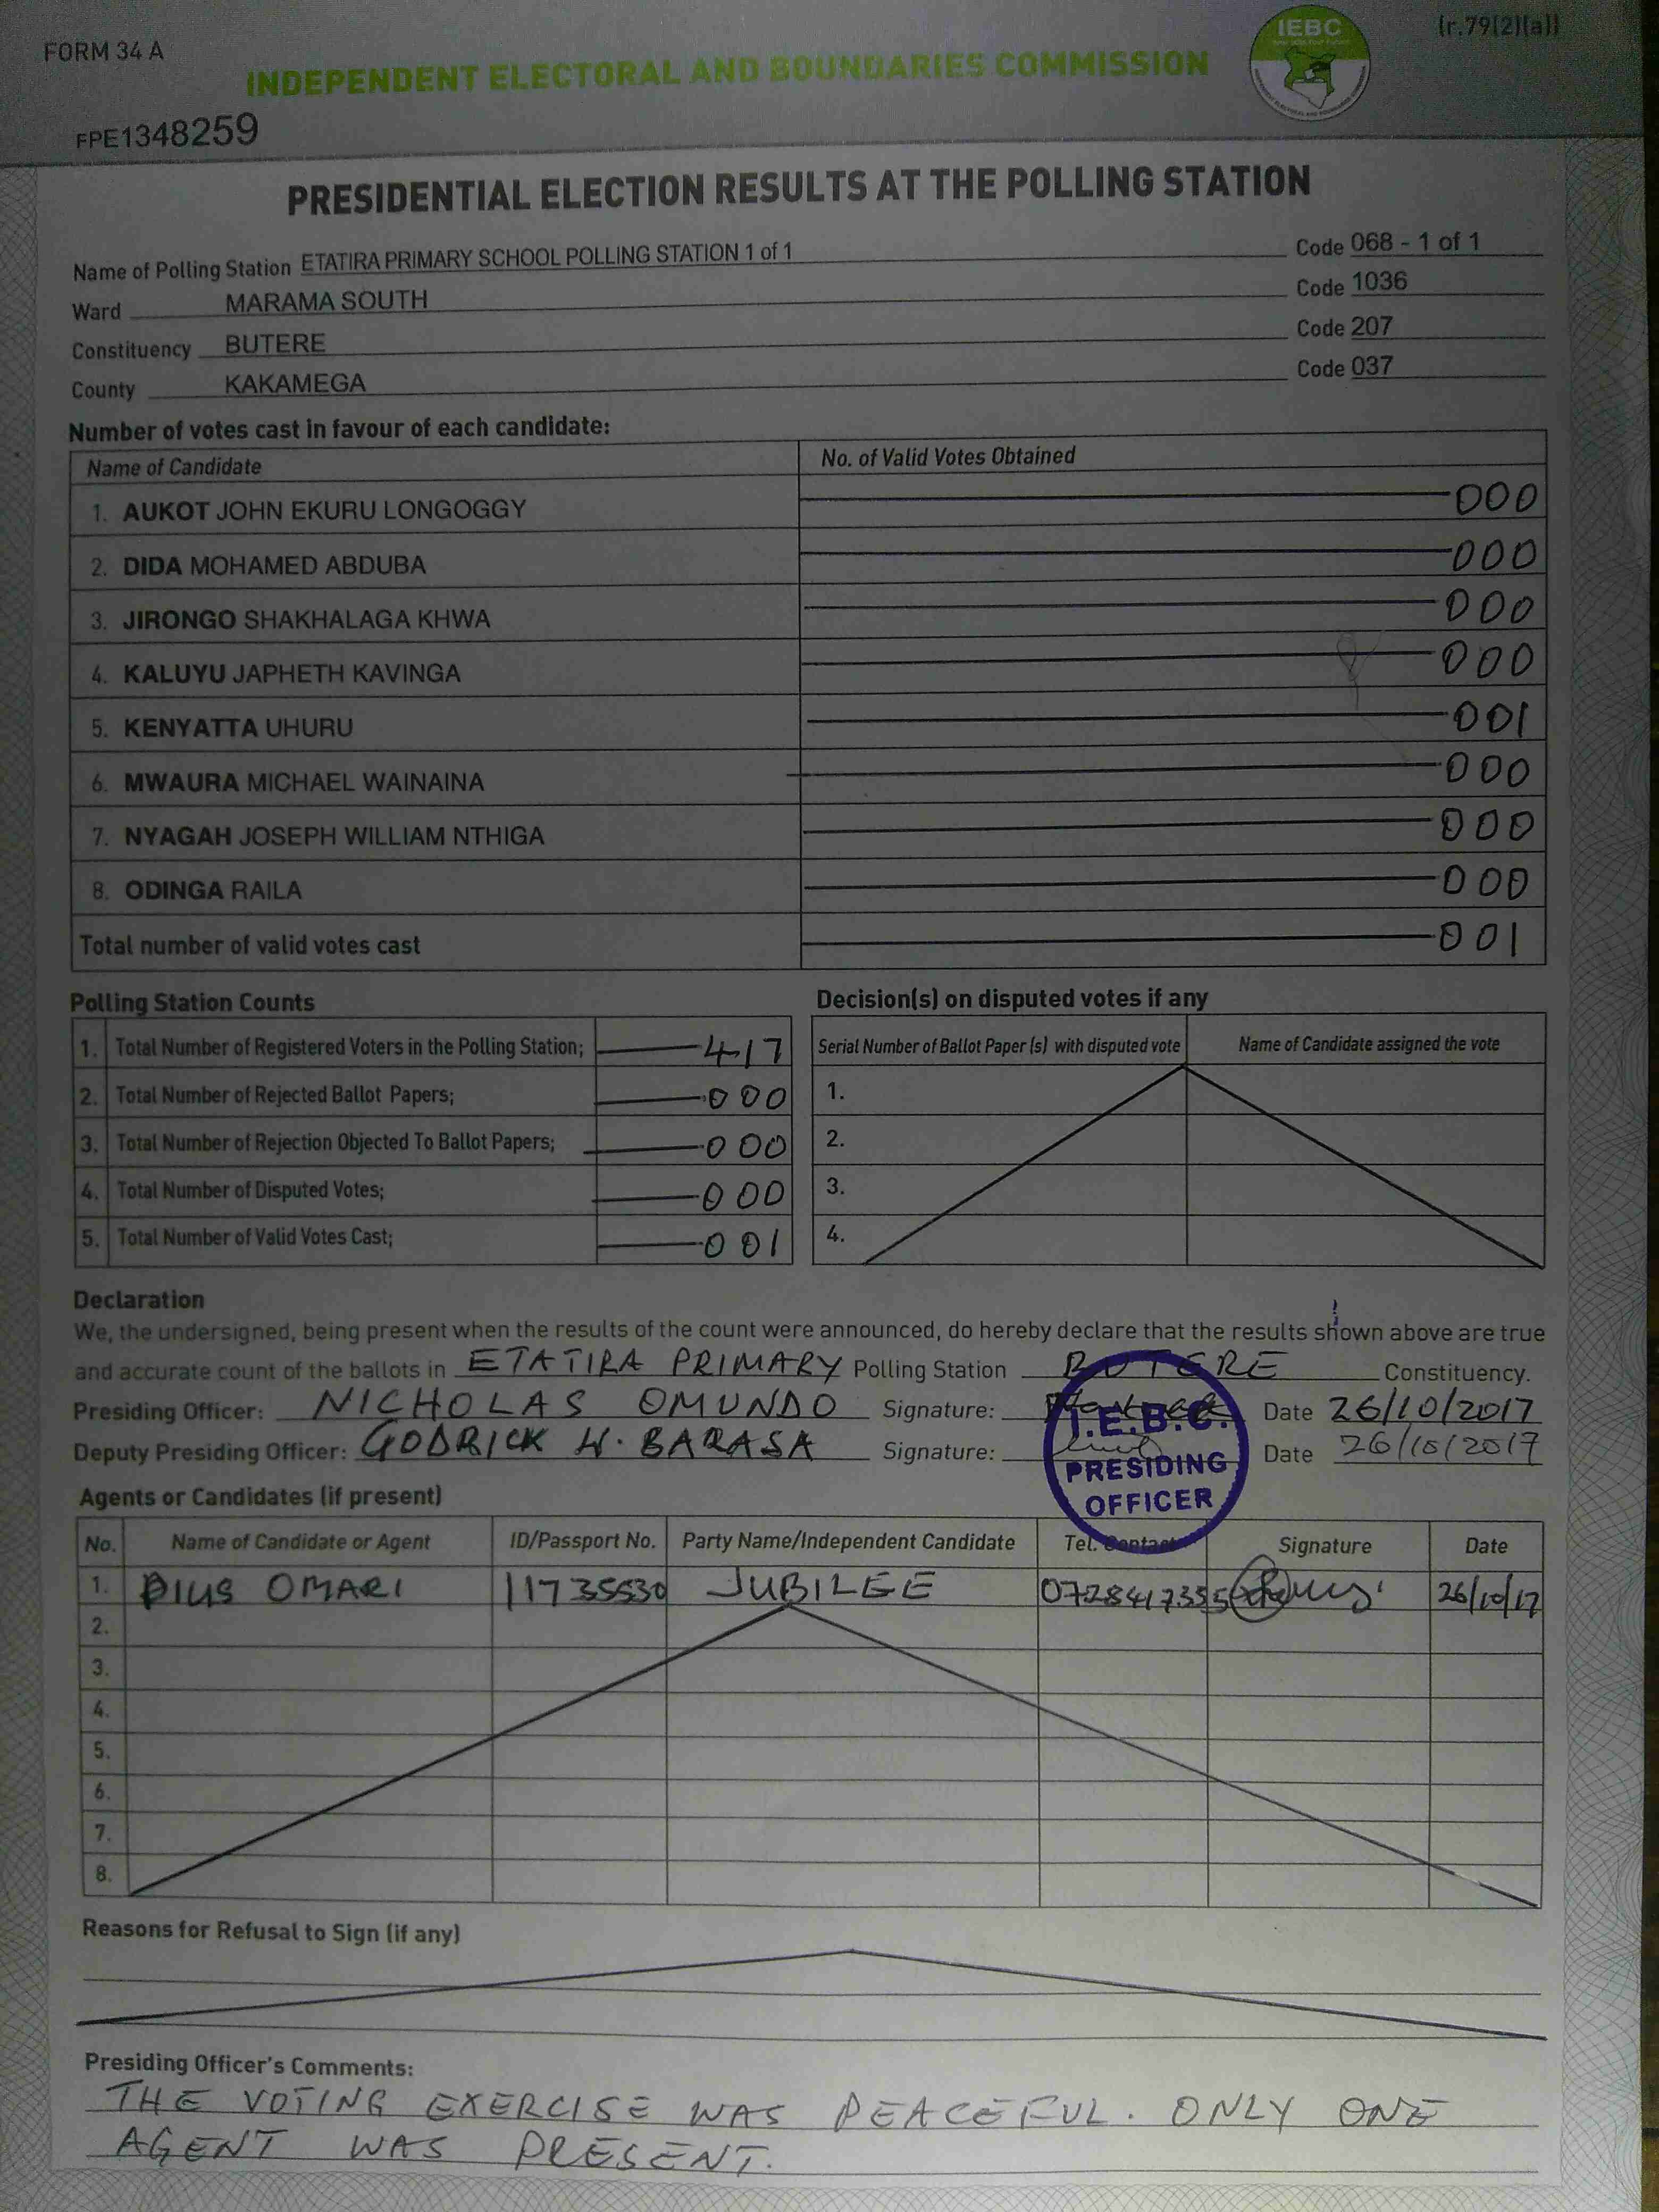 FORM 34 A
(r.79(2)(a))
IEBC
INDEPENDENT ELECTORAL AND BOUNDARIES COMMISSION
FPE1348259
PRESIDENTIAL ELECTION RESULTS AT THE POLLING STATION
Name of Polling Station ETATIRA PRIMARY SCHOOL POLLING STATION 1 of 1 Code 068 - 1 of 1
Ward MARAMA SOUTH Code 1036
Constituency BUTERE Code 207
County KAKAMEGA Code 037
Number of votes cast in favour of each candidate:
Name of Candidate No. of Valid Votes Obtained
1. AUKOT JOHN EKURU LONGOGGY 000
2. DIDA MOHAMED ABDUBA 000
3. JIRONGO SHAKHALAGA KHWA 000
4. KALUYU JAPHETH KAVINGA 000
5. KENYATTA UHURU 001
6. MWAURA MICHAEL WAINAINA 000
7. NYAGAH JOSEPH WILLIAM NTHIGA 000
8. ODINGA RAILA 000
Total number of valid votes cast 001
Polling Station Counts
1. Total Number of Registered Voters in the Polling Station; 417
2. Total Number of Rejected Ballot Papers; 000
3. Total Number of Rejection Objected To Ballot Papers; 000
4. Total Number of Disputed Votes; 000
5. Total Number of Valid Votes Cast; 001
Decision(s) on disputed votes if any
Serial Number of Ballot Paper (s) with disputed vote Name of Candidate assigned the vote
1.
2.
3.
4.
Declaration
We, the undersigned, being present when the results of the count were announced, do hereby declare that the results shown above are true
and accurate count of the ballots in ETATIRA PRIMARY Polling Station BUTERE Constituency.
Presiding Officer: NICHOLAS OMUNDO Signature: Date 26/10/2017
Deputy Presiding Officer: GODRICK W. BARASA Signature: Date 26/10/2017
I.E.B.C.
PRESIDING
OFFICER
Agents or Candidates (if present)
No. Name of Candidate or Agent ID/Passport No. Party Name/Independent Candidate Tel. Contact Signature Date
1. PIUS OMARI 11735530 JUBILEE 0728417355 26/10/17
2.
3.
4.
5.
6.
7.
8.
Reasons for Refusal to Sign (if any)
Presiding Officer's Comments:
THE VOTING EXERCISE WAS PEACEFUL. ONLY ONE
AGENT WAS PRESENT.